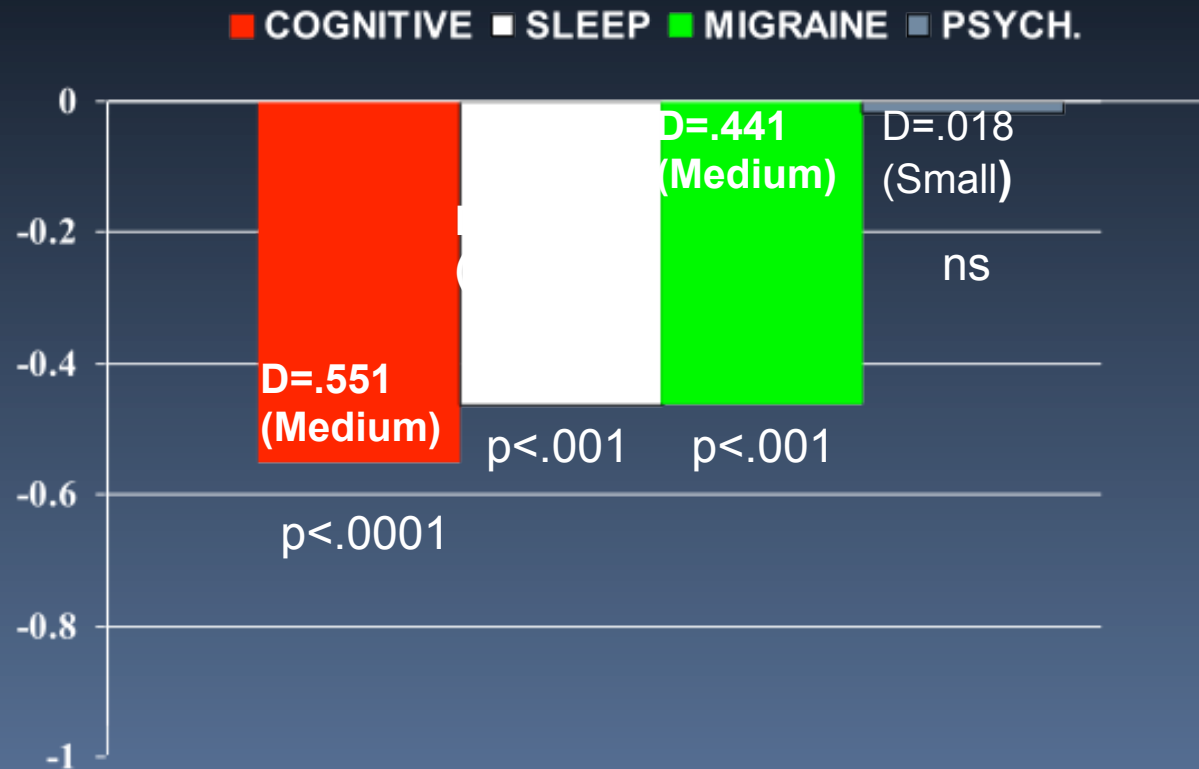 COGNITIVE SLEEP MIGRAINE PSYCH.
0
-0.2
-0.4
-0.6
-0.8
-1
D=.551
(Medium)
p<.0001
(
p<.001
D=.441
(Medium)
p<.001
D=.018
(Small)
ns